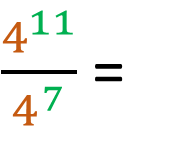 4¹¹
/ 4⁷ =